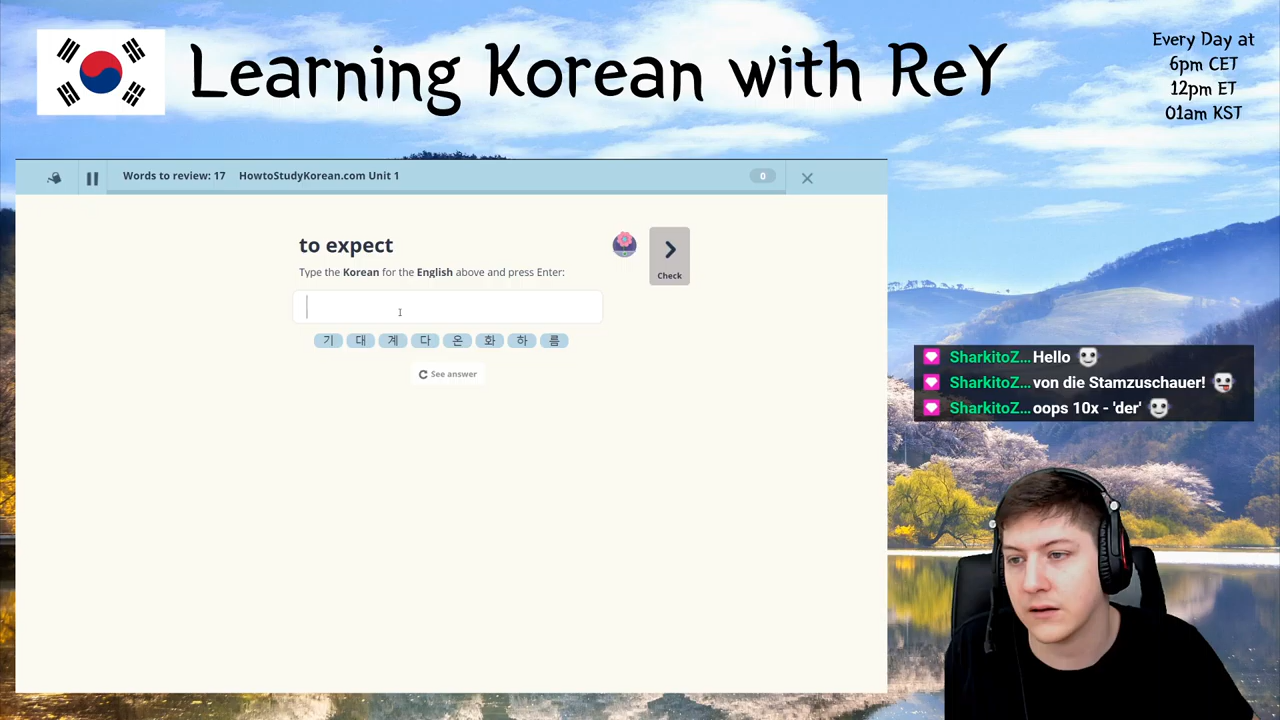 Learning Korean with ReY
Every Day at
6pm CET
12pm ET
01am KST
Words to review: 17 HowtoStudyKorean.com Unit 1
0
to expect
Type the Korean for the English above and press Enter:
Check
기 대 계 다 온 화 하 름
See answer
SharkitoZ... Hello
SharkitoZ... von die Stamzuschauer!
SharkitoZ... oops 10x - 'der'